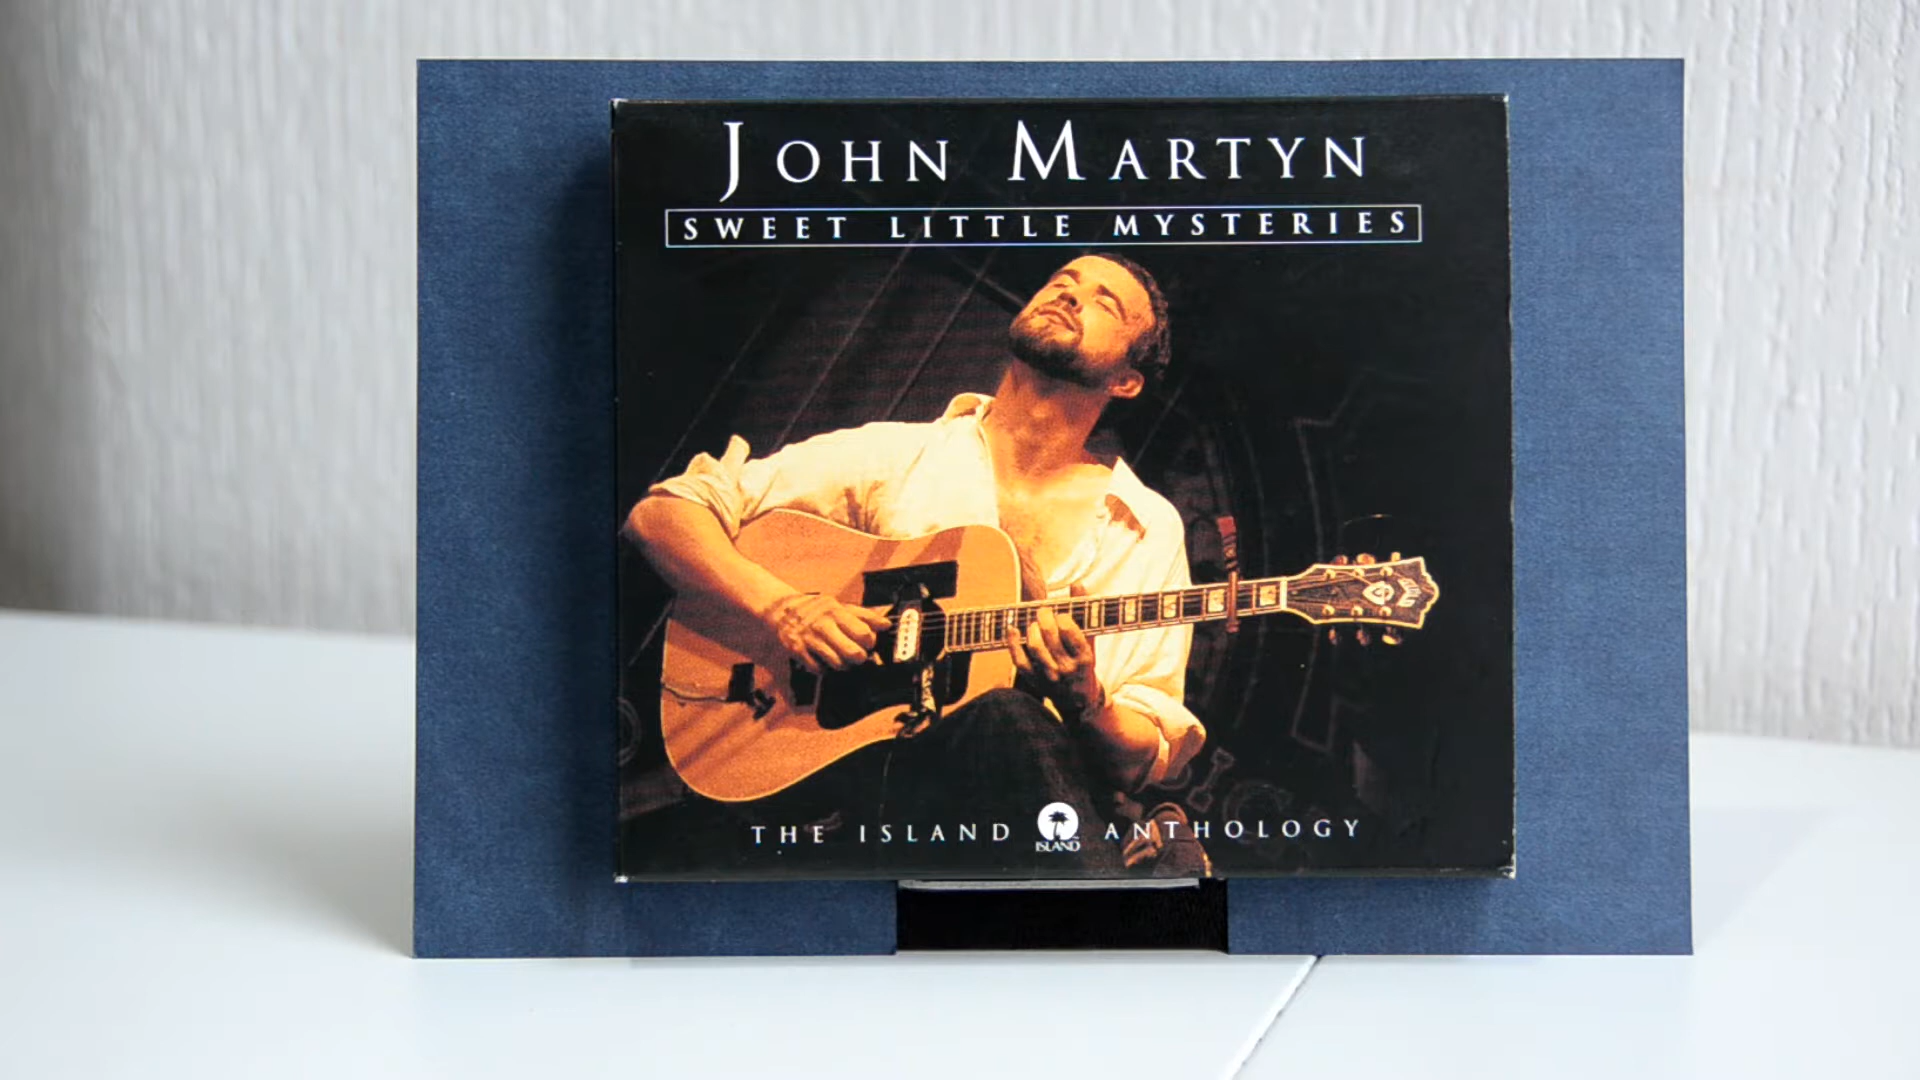 JOHN MARTYN
SWEET LITTLE MYSTERIES
THE ISLAND ANTHOLOGY
ISLAND